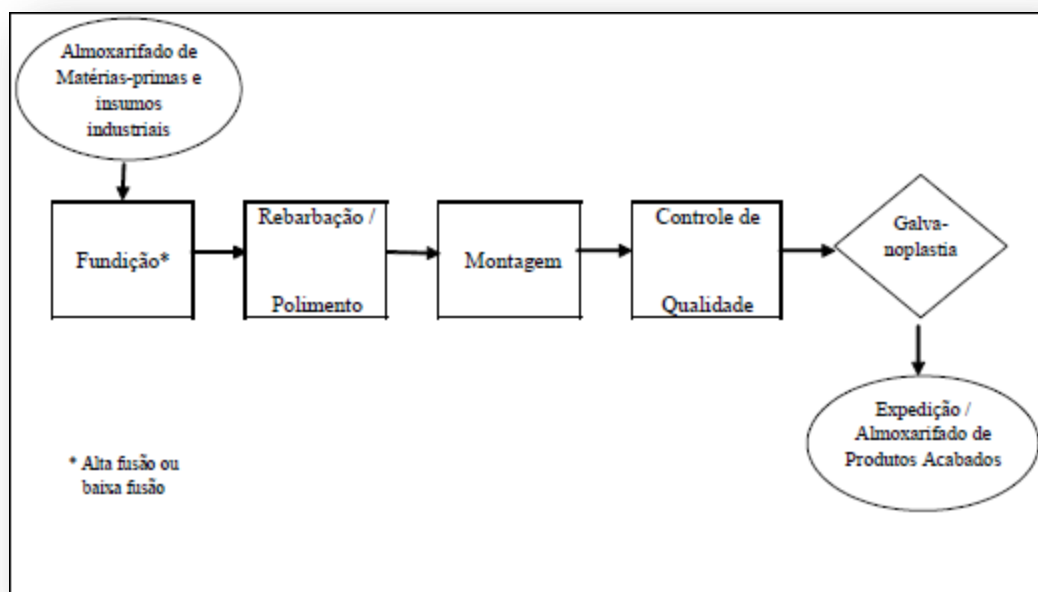 Almoxarifado de
Matérias-primas e
insumos
industriais
Fundição*
Rebarbação /
Polimento
Montagem
Controle de
Qualidade
Galva-
noplastia
Expedição /
Almoxarifado de
Produtos Acabados
* Alta fusão ou
baixa fusão